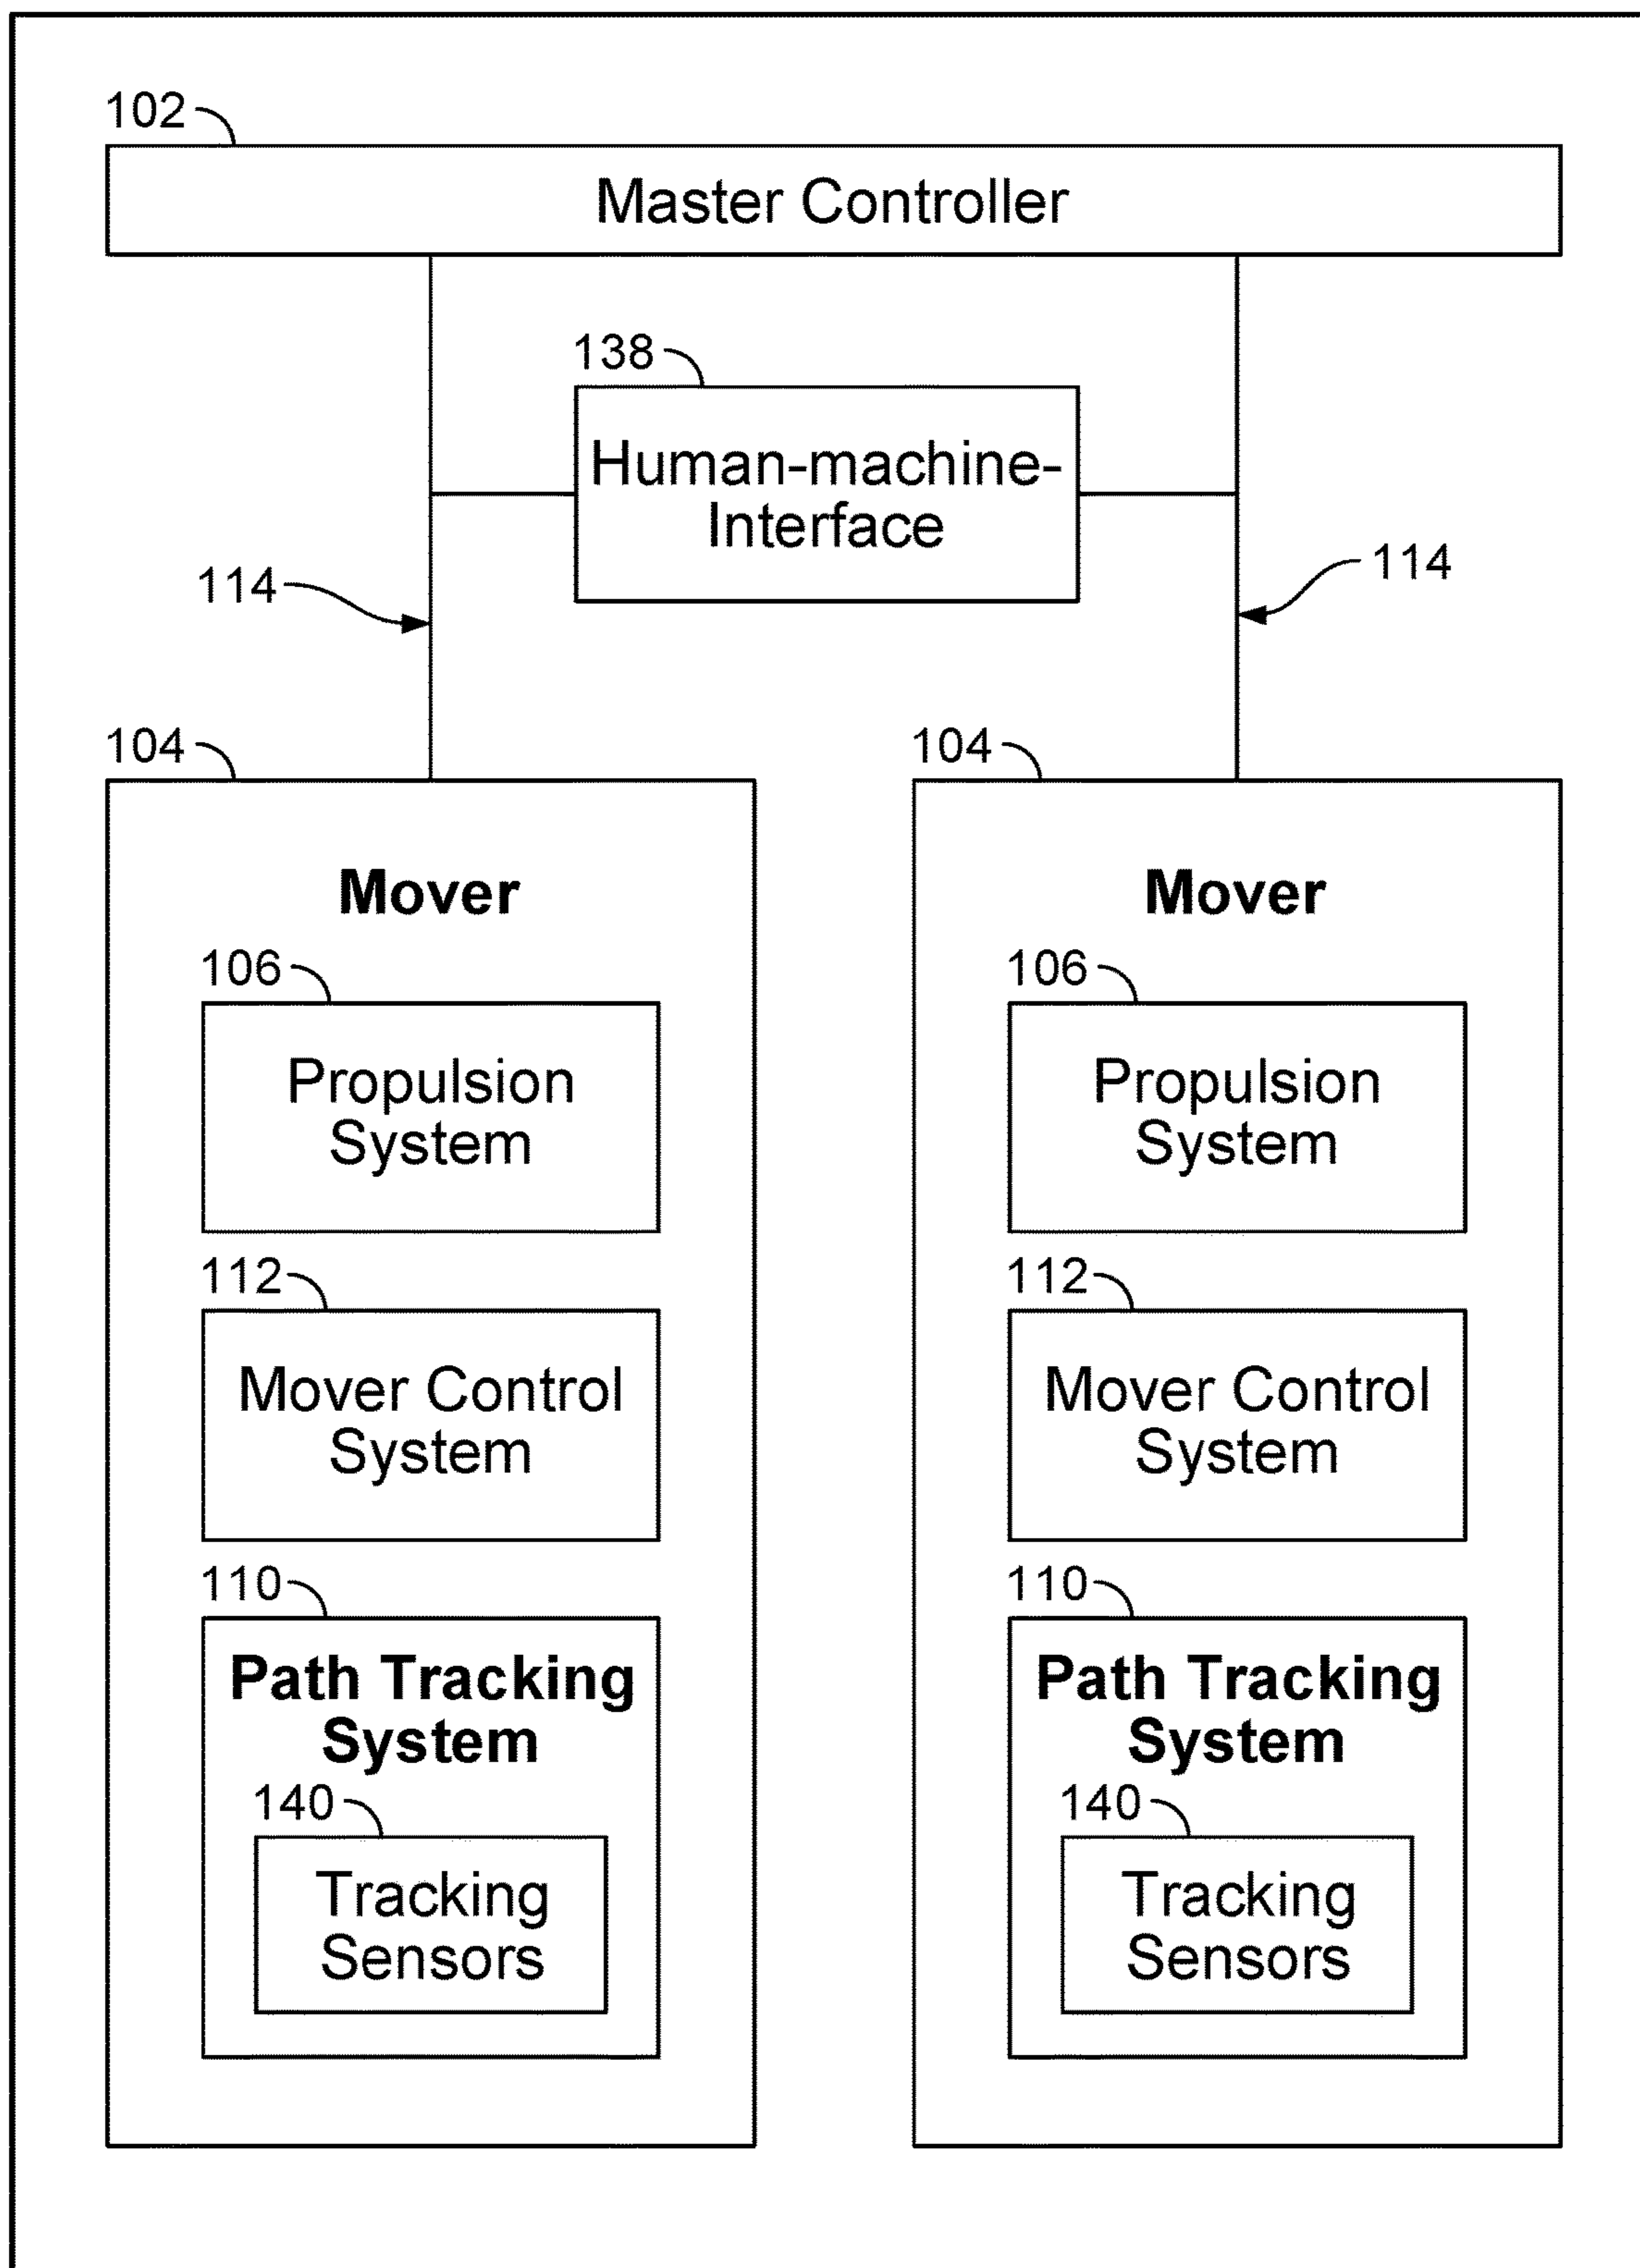 102
Master Controller
138
Human-machine-
Interface
114
114
104
104
Mover
Mover
106
106
Propulsion
System
Propulsion
System
112
112
Mover Control
System
Mover Control
System
110
110
Path Tracking
System
Path Tracking
System
140
140
Tracking
Sensors
Tracking
Sensors